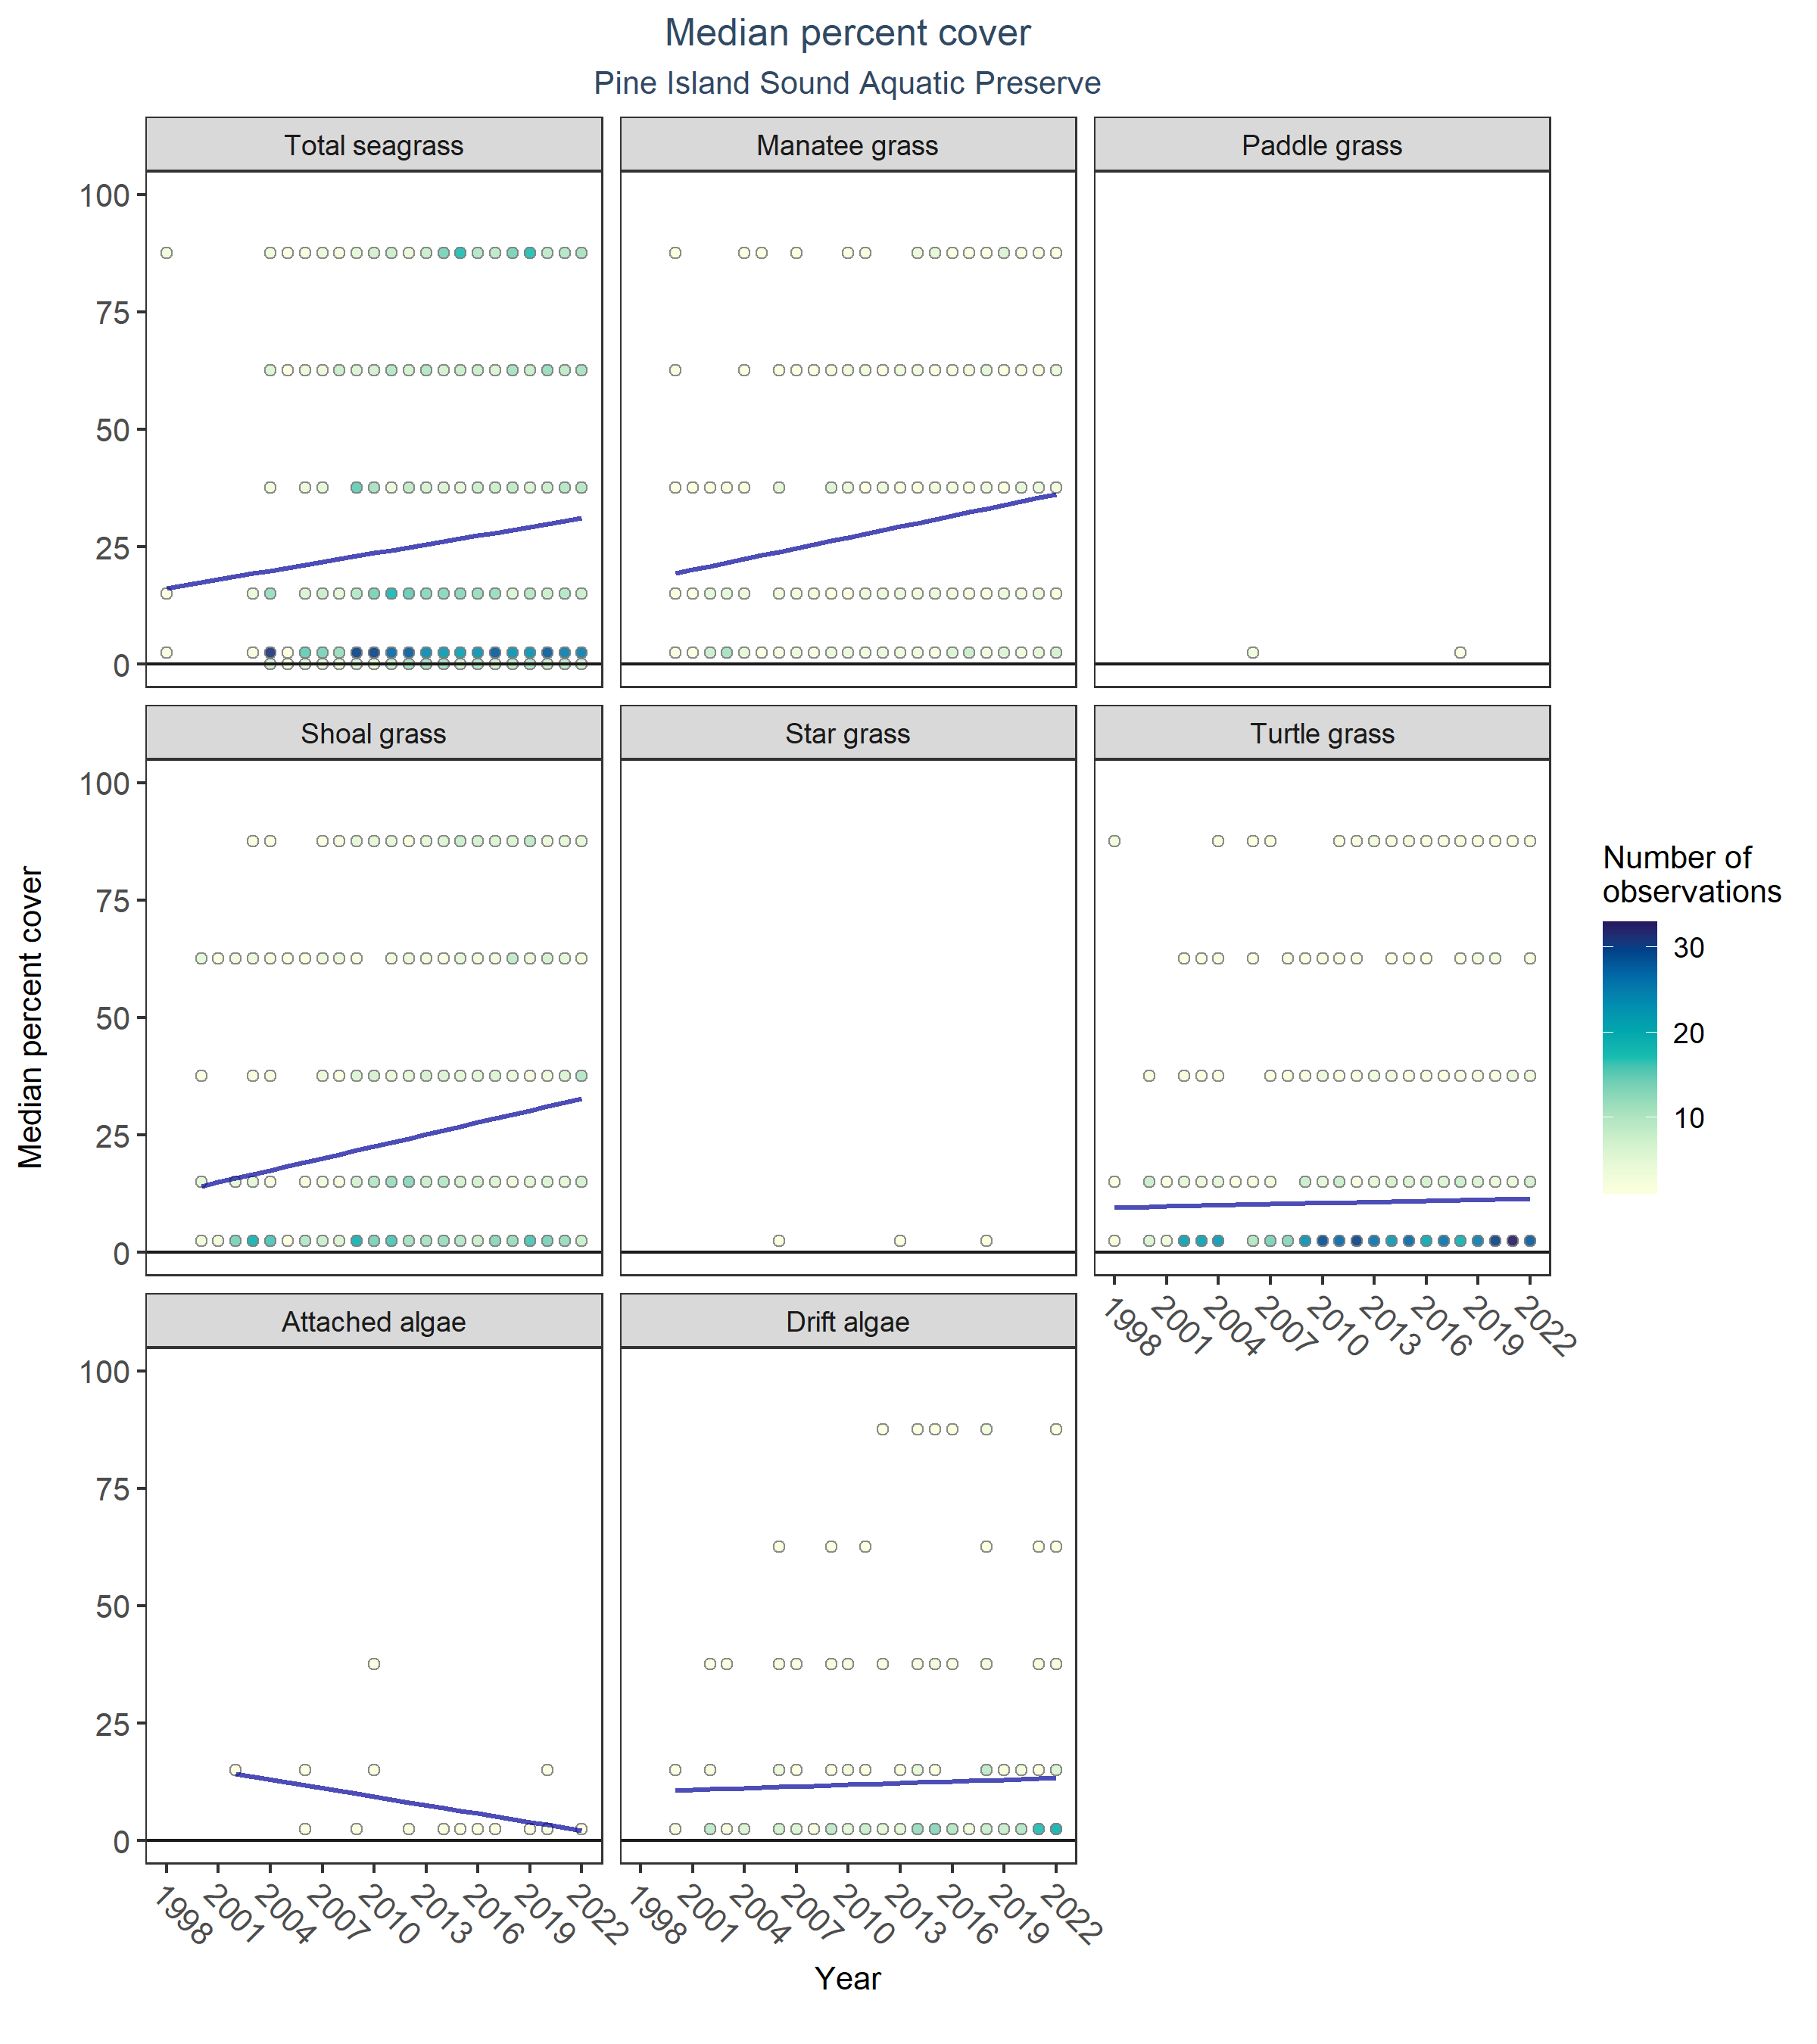 Median percent cover
Pine Island Sound Aquatic Preserve
Total seagrass
Manatee grass
Paddle grass
100
75
50
25
0
Shoal grass
Star grass
Turtle grass
100
75
50
25
0
1998 2001 2004 2007 2010 2013 2016 2019 2022
Attached algae
Drift algae
100
75
50
25
0
1998 2001 2004 2007 2010 2013 2016 2019 2022
1998 2001 2004 2007 2010 2013 2016 2019 2022
Year
Median percent cover
Number of
observations
30
20
10